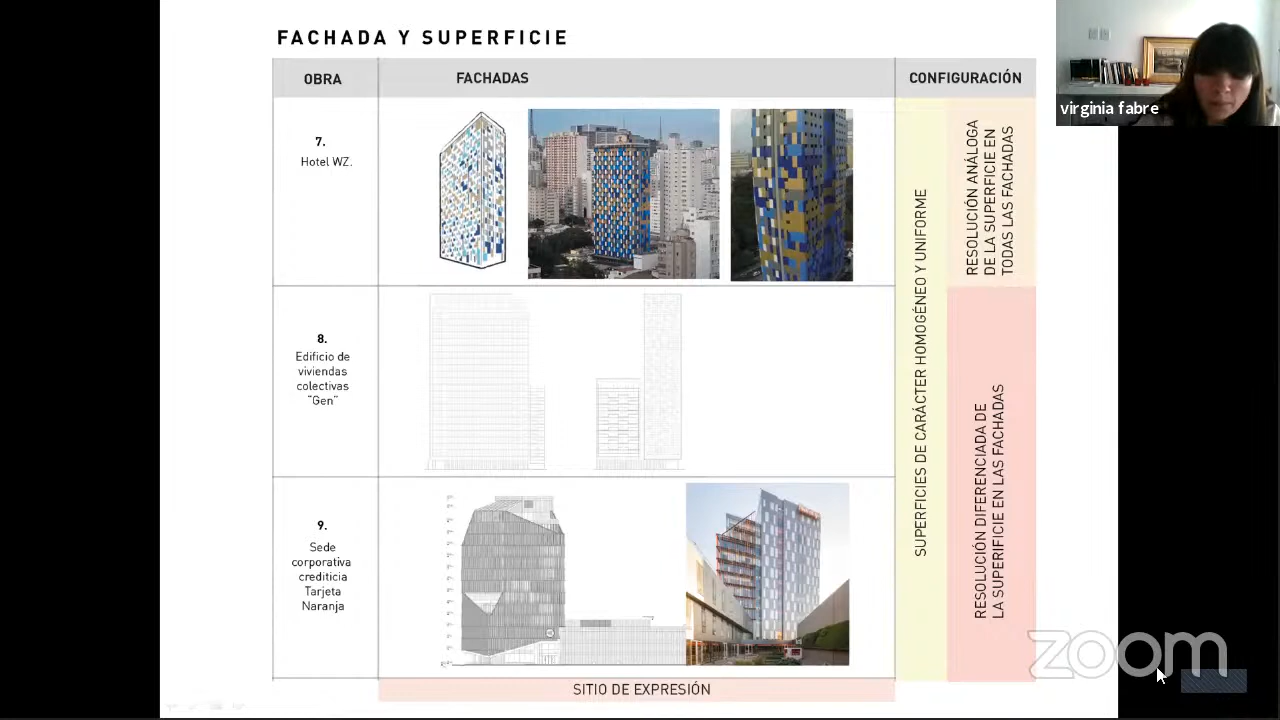 FACHADA Y SUPERFICIE
OBRA
FACHADAS
CONFIGURACIÓN
virginia fabre
7.
Hotel WZ.
8.
Edificio de
viviendas
colectivas
"Gen"
9.
Sede
corporativa
crediticia
Tarjeta
Naranja
SUPERFICIES DE CARÁCTER HOMOGÉNEO Y UNIFORME
RESOLUCIÓN ANÁLOGA
DE LA SUPERFICIE EN
TODAS LAS FACHADAS
RESOLUCIÓN DIFERENCIADA DE
LA SUPERIFICIE EN LAS FACHADAS
SITIO DE EXPRESIÓN
zoom